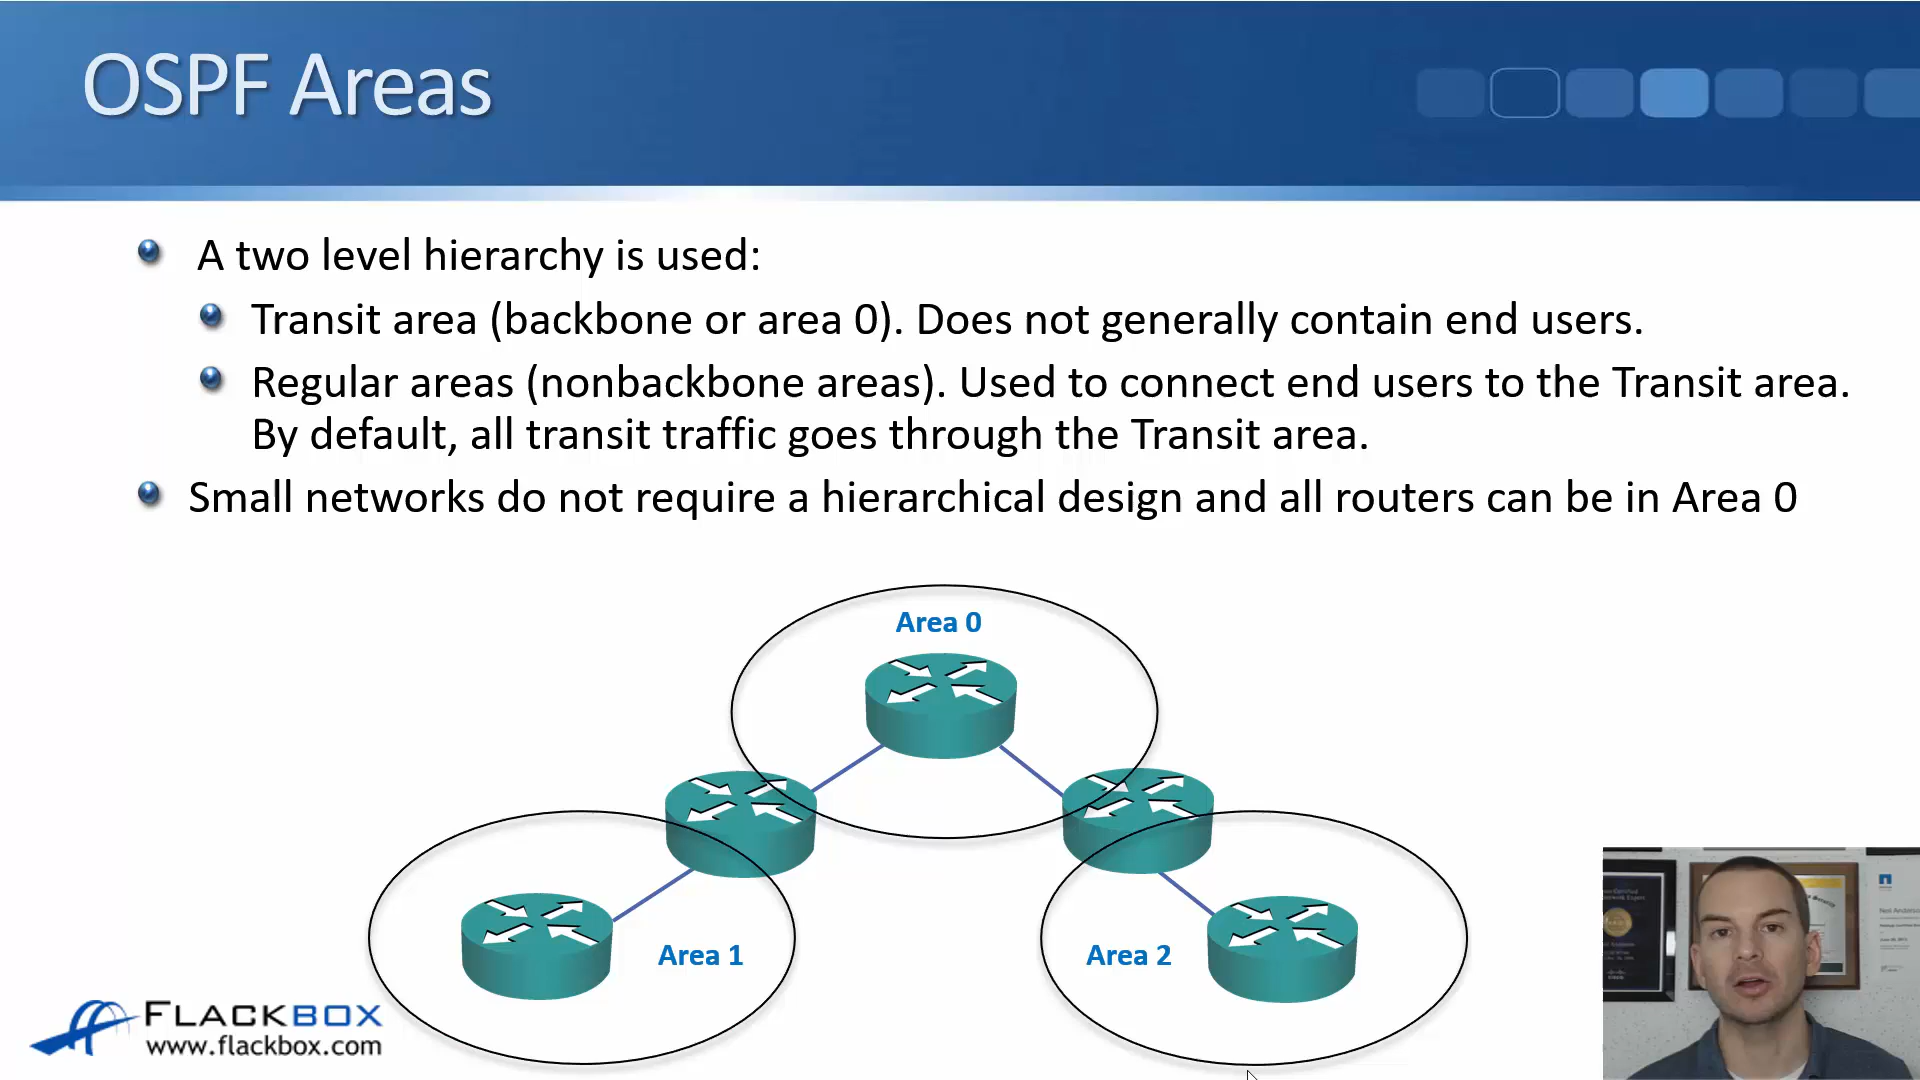 OSPF Areas
A two level hierarchy is used:
Transit area (backbone or area 0). Does not generally contain end users.
Regular areas (nonbackbone areas). Used to connect end users to the Transit area.
By default, all transit traffic goes through the Transit area.
Small networks do not require a hierarchical design and all routers can be in Area 0
Area 0
Area 1
Area 2
FLACKBOX
www.flackbox.com